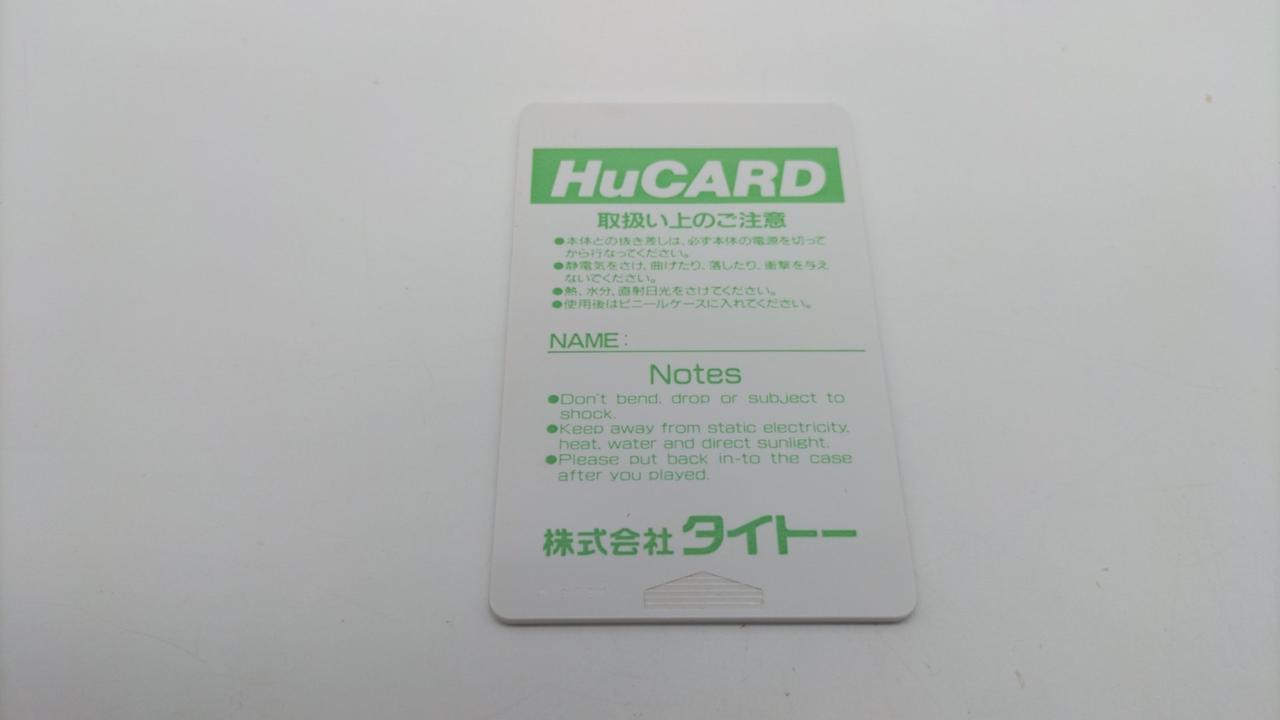 HuCARD
取扱い上のご注意
●本体との抜き差しは、必ず本体の電源を切って
から行なってください。
●静電気をさけ、曲げたり、落したり、衝撃を与え
ないでください。
●熱、水分、直射日光をさけてください。
●使用後はビニールケースに入れてください。
NAME:
Notes
●Don't bend, drop or subject to
shock.
●Keep away from static electricity,
heat, water and direct sunlight.
●Please put back in-to the case
after you played.
株式会社 タイトー